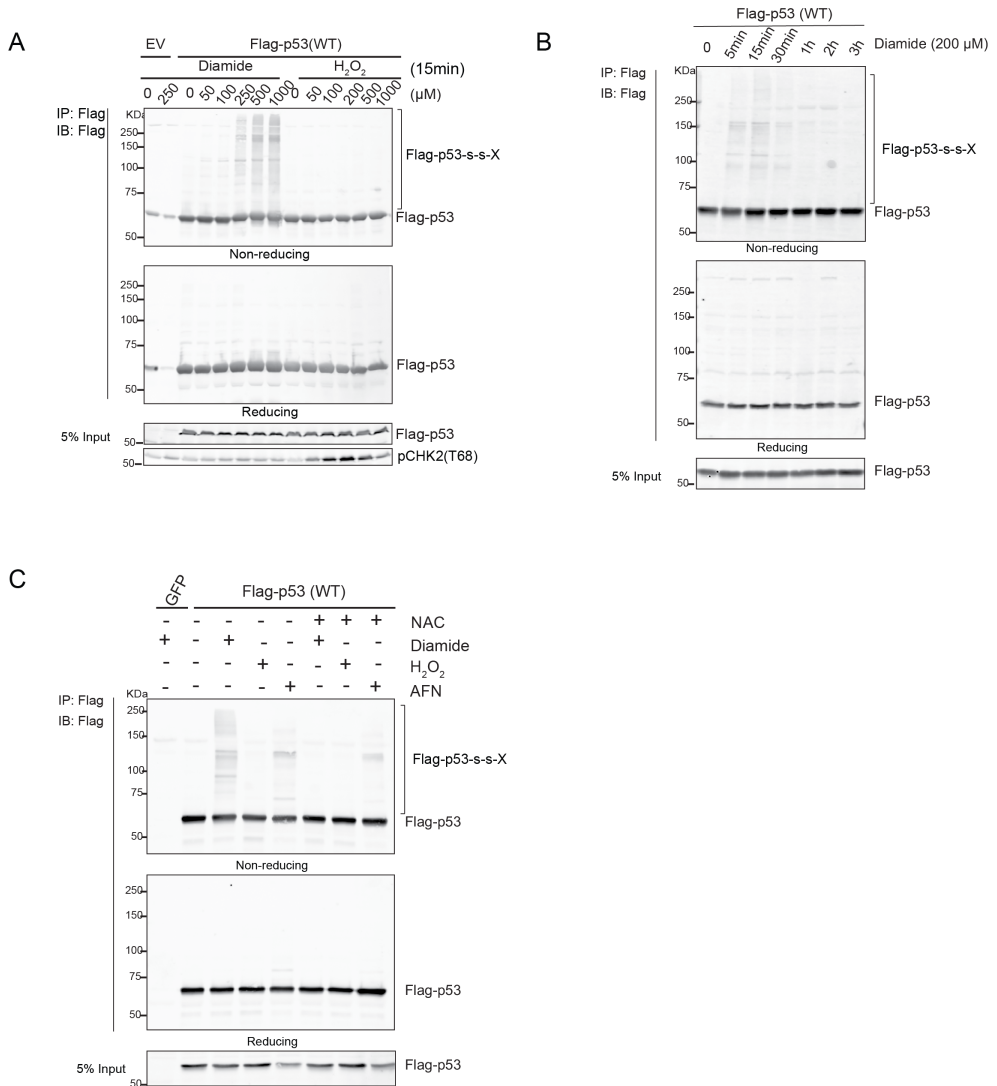 A
EV Flag-p53(WT)
Diamide H2O2 (15min)
0 250 0 50 100 250 500 1000 0 50 100 200 500 1000 (µM)
IP: Flag
IB: Flag
KDa
250
150
100
75
50
Flag-p53-s-s-X
Flag-p53
Non-reducing
250
150
100
75
50
Flag-p53
Reducing
5% Input
50
Flag-p53
50
pCHK2(T68)
B
Flag-p53 (WT)
0 5min 15min 30min 1h 2h 3h Diamide (200 µM)
IP: Flag
IB: Flag
KDa
250
150
100
75
50
Flag-p53-s-s-X
Flag-p53
Non-reducing
250
150
100
75
50
Flag-p53
Reducing
5% Input
50
Flag-p53
C
GFP Flag-p53 (WT)
- - - - - + + + NAC
+ - + - - + - - Diamide
- - - + - - + - H2O2
- - - - + - - + AFN
IP: Flag
IB: Flag
KDa
250
150
100
75
50
Flag-p53-s-s-X
Flag-p53
Non-reducing
250
150
100
75
50
Flag-p53
Reducing
5% Input
50
Flag-p53